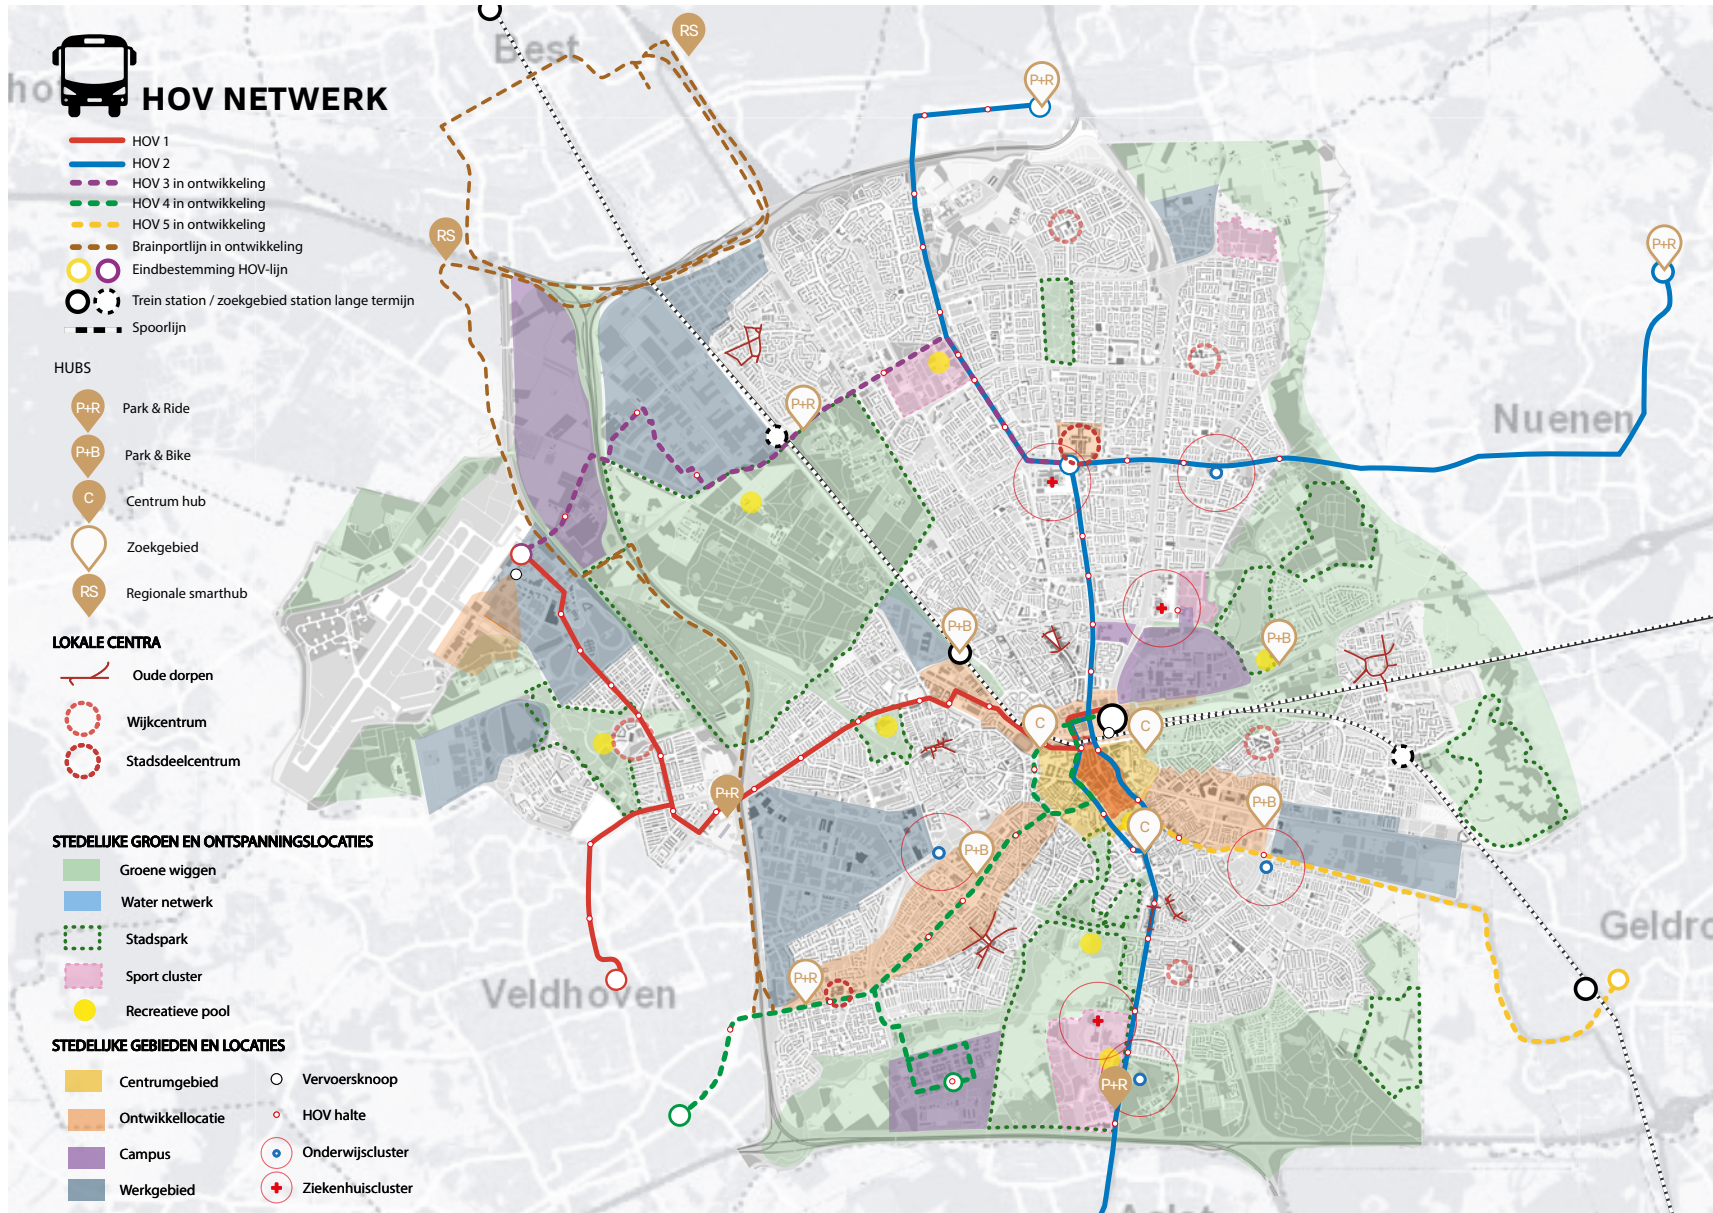 HOV NETWERK
HOV 1
HOV 2
HOV 3 in ontwikkeling
HOV 4 in ontwikkeling
HOV 5 in ontwikkeling
Brainportlijn in ontwikkeling
Eindbestemming HOV-lijn
Trein station / zoekgebied station lange termijn
Spoorlijn
HUBS
P+R Park & Ride
P+B Park & Bike
C Centrum hub
Zoekgebied
RS Regionale smarthub
LOKALE CENTRA
Oude dorpen
Wijkcentrum
Stadsdeelcentrum
STEDELIJKE GROEN EN ONTSPANNINGSLOCATIES
Groene wiggen
Water netwerk
Stadspark
Sport cluster
Recreatieve pool
STEDELIJKE GEBIEDEN EN LOCATIES
Centrumgebied
Ontwikkellocatie
Campus
Werkgebied
Vervoersknoop
HOV halte
Onderwijscluster
Ziekenhuiscluster
RS
Best
P+R
RS
P+R
P+R
Nuenen
P+B
P+B
C
C
P+R
P+B
C
P+B
Geldro
P+R
Veldhoven
P+R